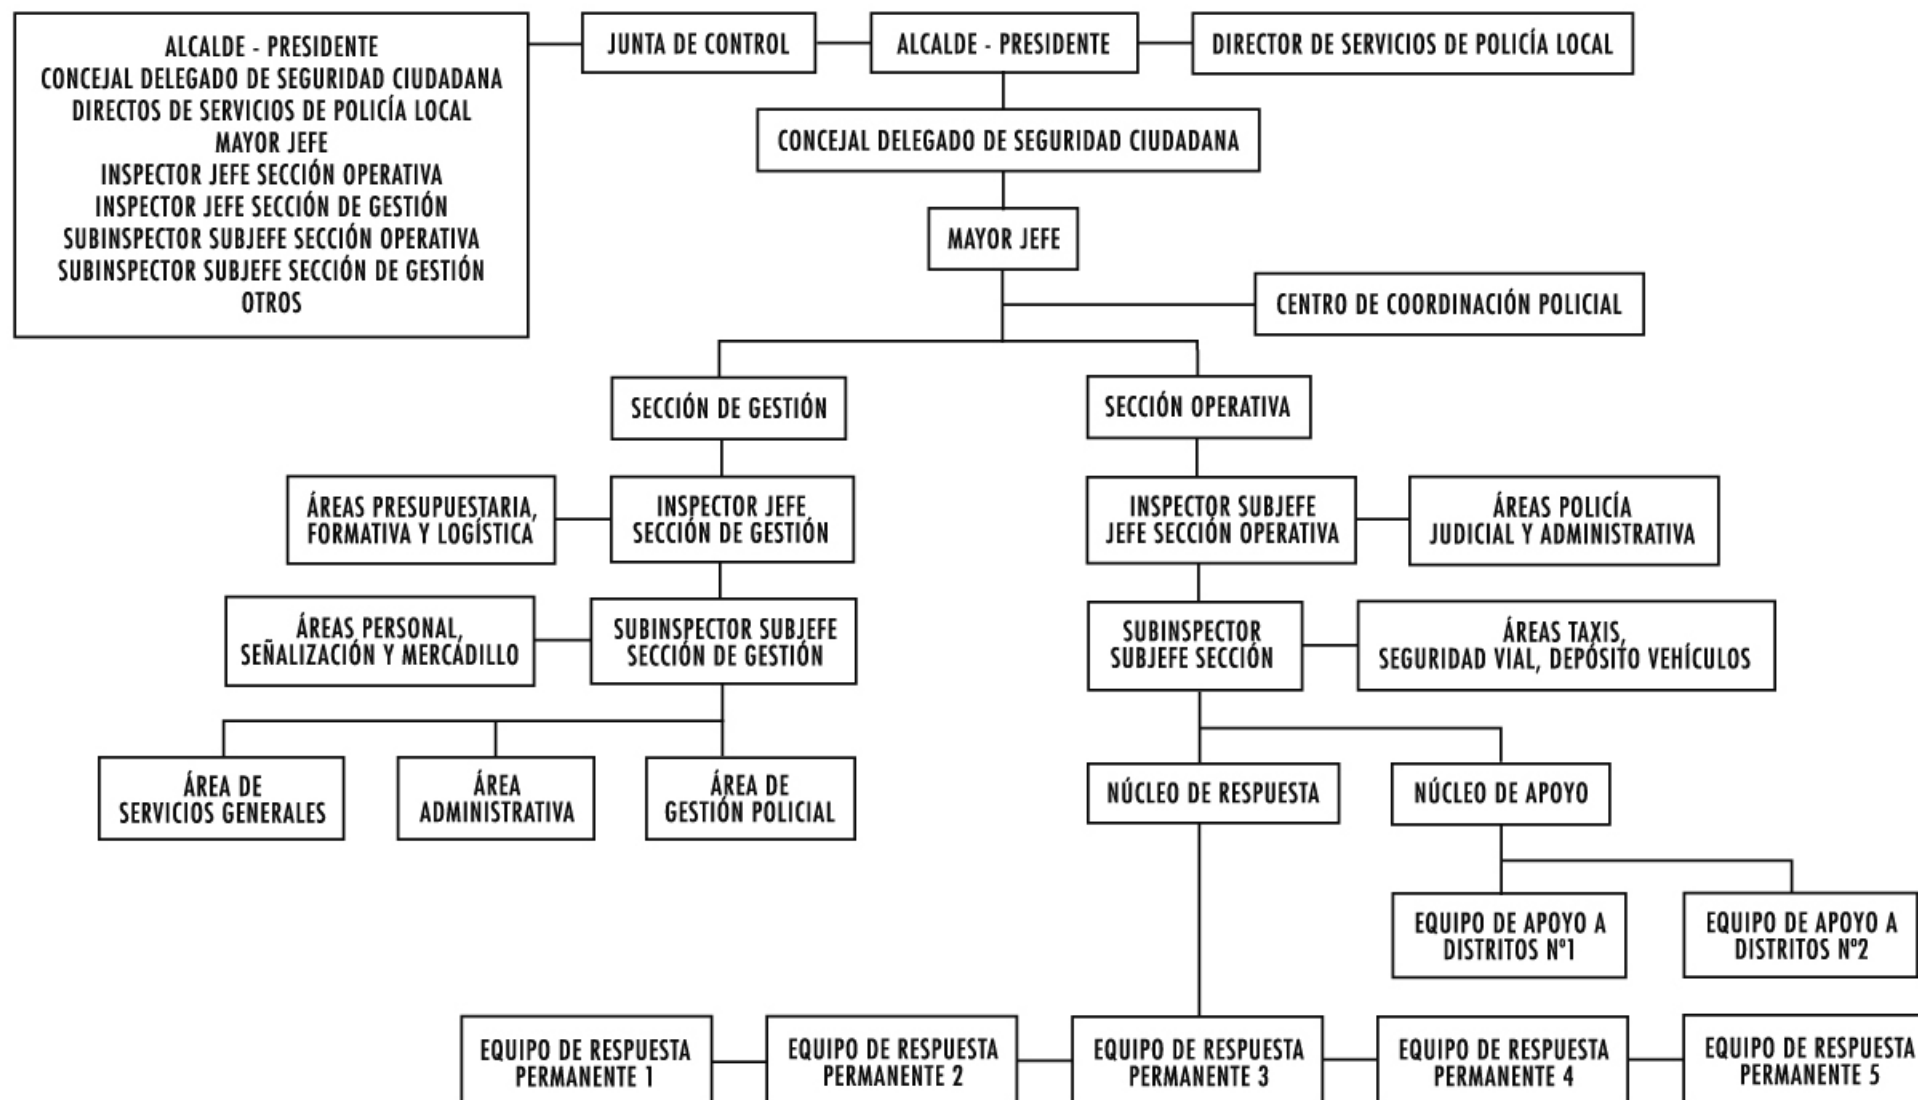 ALCALDE - PRESIDENTE
CONCEJAL DELEGADO DE SEGURIDAD CIUDADANA
DIRECTOS DE SERVICIOS DE POLICÍA LOCAL
MAYOR JEFE
INSPECTOR JEFE SECCIÓN OPERATIVA
INSPECTOR JEFE SECCIÓN DE GESTIÓN
SUBINSPECTOR SUBJEFE SECCIÓN OPERATIVA
SUBINSPECTOR SUBJEFE SECCIÓN DE GESTIÓN
OTROS
JUNTA DE CONTROL
ALCALDE - PRESIDENTE
DIRECTOR DE SERVICIOS DE POLICÍA LOCAL
CONCEJAL DELEGADO DE SEGURIDAD CIUDADANA
MAYOR JEFE
CENTRO DE COORDINACIÓN POLICIAL
SECCIÓN DE GESTIÓN
SECCIÓN OPERATIVA
ÁREAS PRESUPUESTARIA,
FORMATIVA Y LOGÍSTICA
INSPECTOR JEFE
SECCIÓN DE GESTIÓN
INSPECTOR SUBJEFE
JEFE SECCIÓN OPERATIVA
ÁREAS POLICÍA
JUDICIAL Y ADMINISTRATIVA
ÁREAS PERSONAL,
SEÑALIZACIÓN Y MERCADILLO
SUBINSPECTOR SUBJEFE
SECCIÓN DE GESTIÓN
SUBINSPECTOR
SUBJEFE SECCIÓN
ÁREAS TAXIS,
SEGURIDAD VIAL, DEPÓSITO VEHÍCULOS
ÁREA DE
SERVICIOS GENERALES
ÁREA
ADMINISTRATIVA
ÁREA DE
GESTIÓN POLICIAL
NÚCLEO DE RESPUESTA
NÚCLEO DE APOYO
EQUIPO DE APOYO A
DISTRITOS Nº1
EQUIPO DE APOYO A
DISTRITOS Nº2
EQUIPO DE RESPUESTA
PERMANENTE 1
EQUIPO DE RESPUESTA
PERMANENTE 2
EQUIPO DE RESPUESTA
PERMANENTE 3
EQUIPO DE RESPUESTA
PERMANENTE 4
EQUIPO DE RESPUESTA
PERMANENTE 5